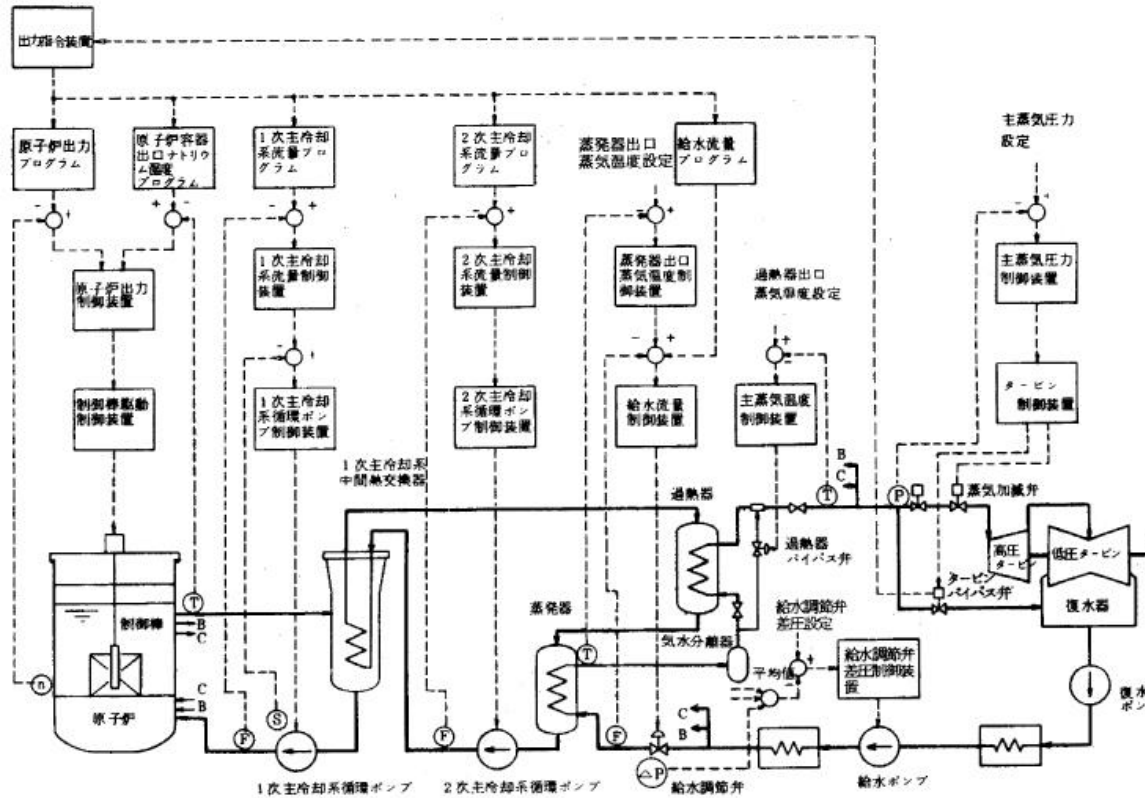 出力指令装置
原子炉出力
プログラム
原子炉容器
出口ナトリウ
ム温度
プログラム
1次主冷却
系流量プロ
グラム
2次主冷却
系流量プロ
グラム
蒸発器出口
蒸気温度設定
給水流量
プログラム
主蒸気圧力
設定
- +
+ -
- +
- +
- +
- +
1次主冷却
系流量制御
装置
2次主冷却
系流量制御
装置
蒸発器出口
蒸気温度制
御装置
主蒸気圧力
制御装置
原子炉出力
制御装置
過熱器出口
蒸気温度設定
- +
- +
+
-
制御棒駆動
制御装置
1次主冷却
系循環ポン
プ制御装置
2次主冷却
系循環ポン
プ制御装置
給水流量
制御装置
主蒸気温度
制御装置
タービン
制御装置
1次主冷却系
中間熱交換器
過熱器
B
C
T
P
蒸気加減弁
高圧
タービン
低圧タービン
過熱器
バイパス弁
タービン
バイパス弁
復水器
T
制御棒
B
C
蒸発器
T
気水分離器
給水調節弁
差圧設定
+
-
平均値
給水調節弁
差圧制御装
置
n
原子炉
C
B
F
S
F
F
C
B
△P
復水
ポン
1次主冷却系循環ポンプ
2次主冷却系循環ポンプ
給水調節弁
給水ポンプ